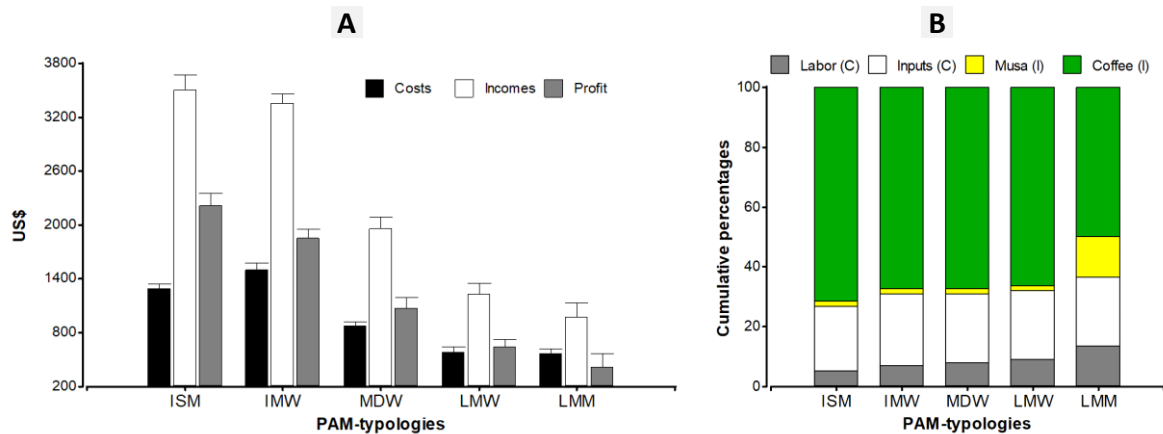 A
3800
3200
2600
2000
1400
800
200
US$
Costs Incomes Profit
ISM IMW MDW LMW LMM
PAM-typologies
B
Labor (C) Inputs (C) Musa (I) Coffee (I)
100
80
60
40
20
0
Cumulative percentages
ISM IMW MDW LMW LMM
PAM-typologies